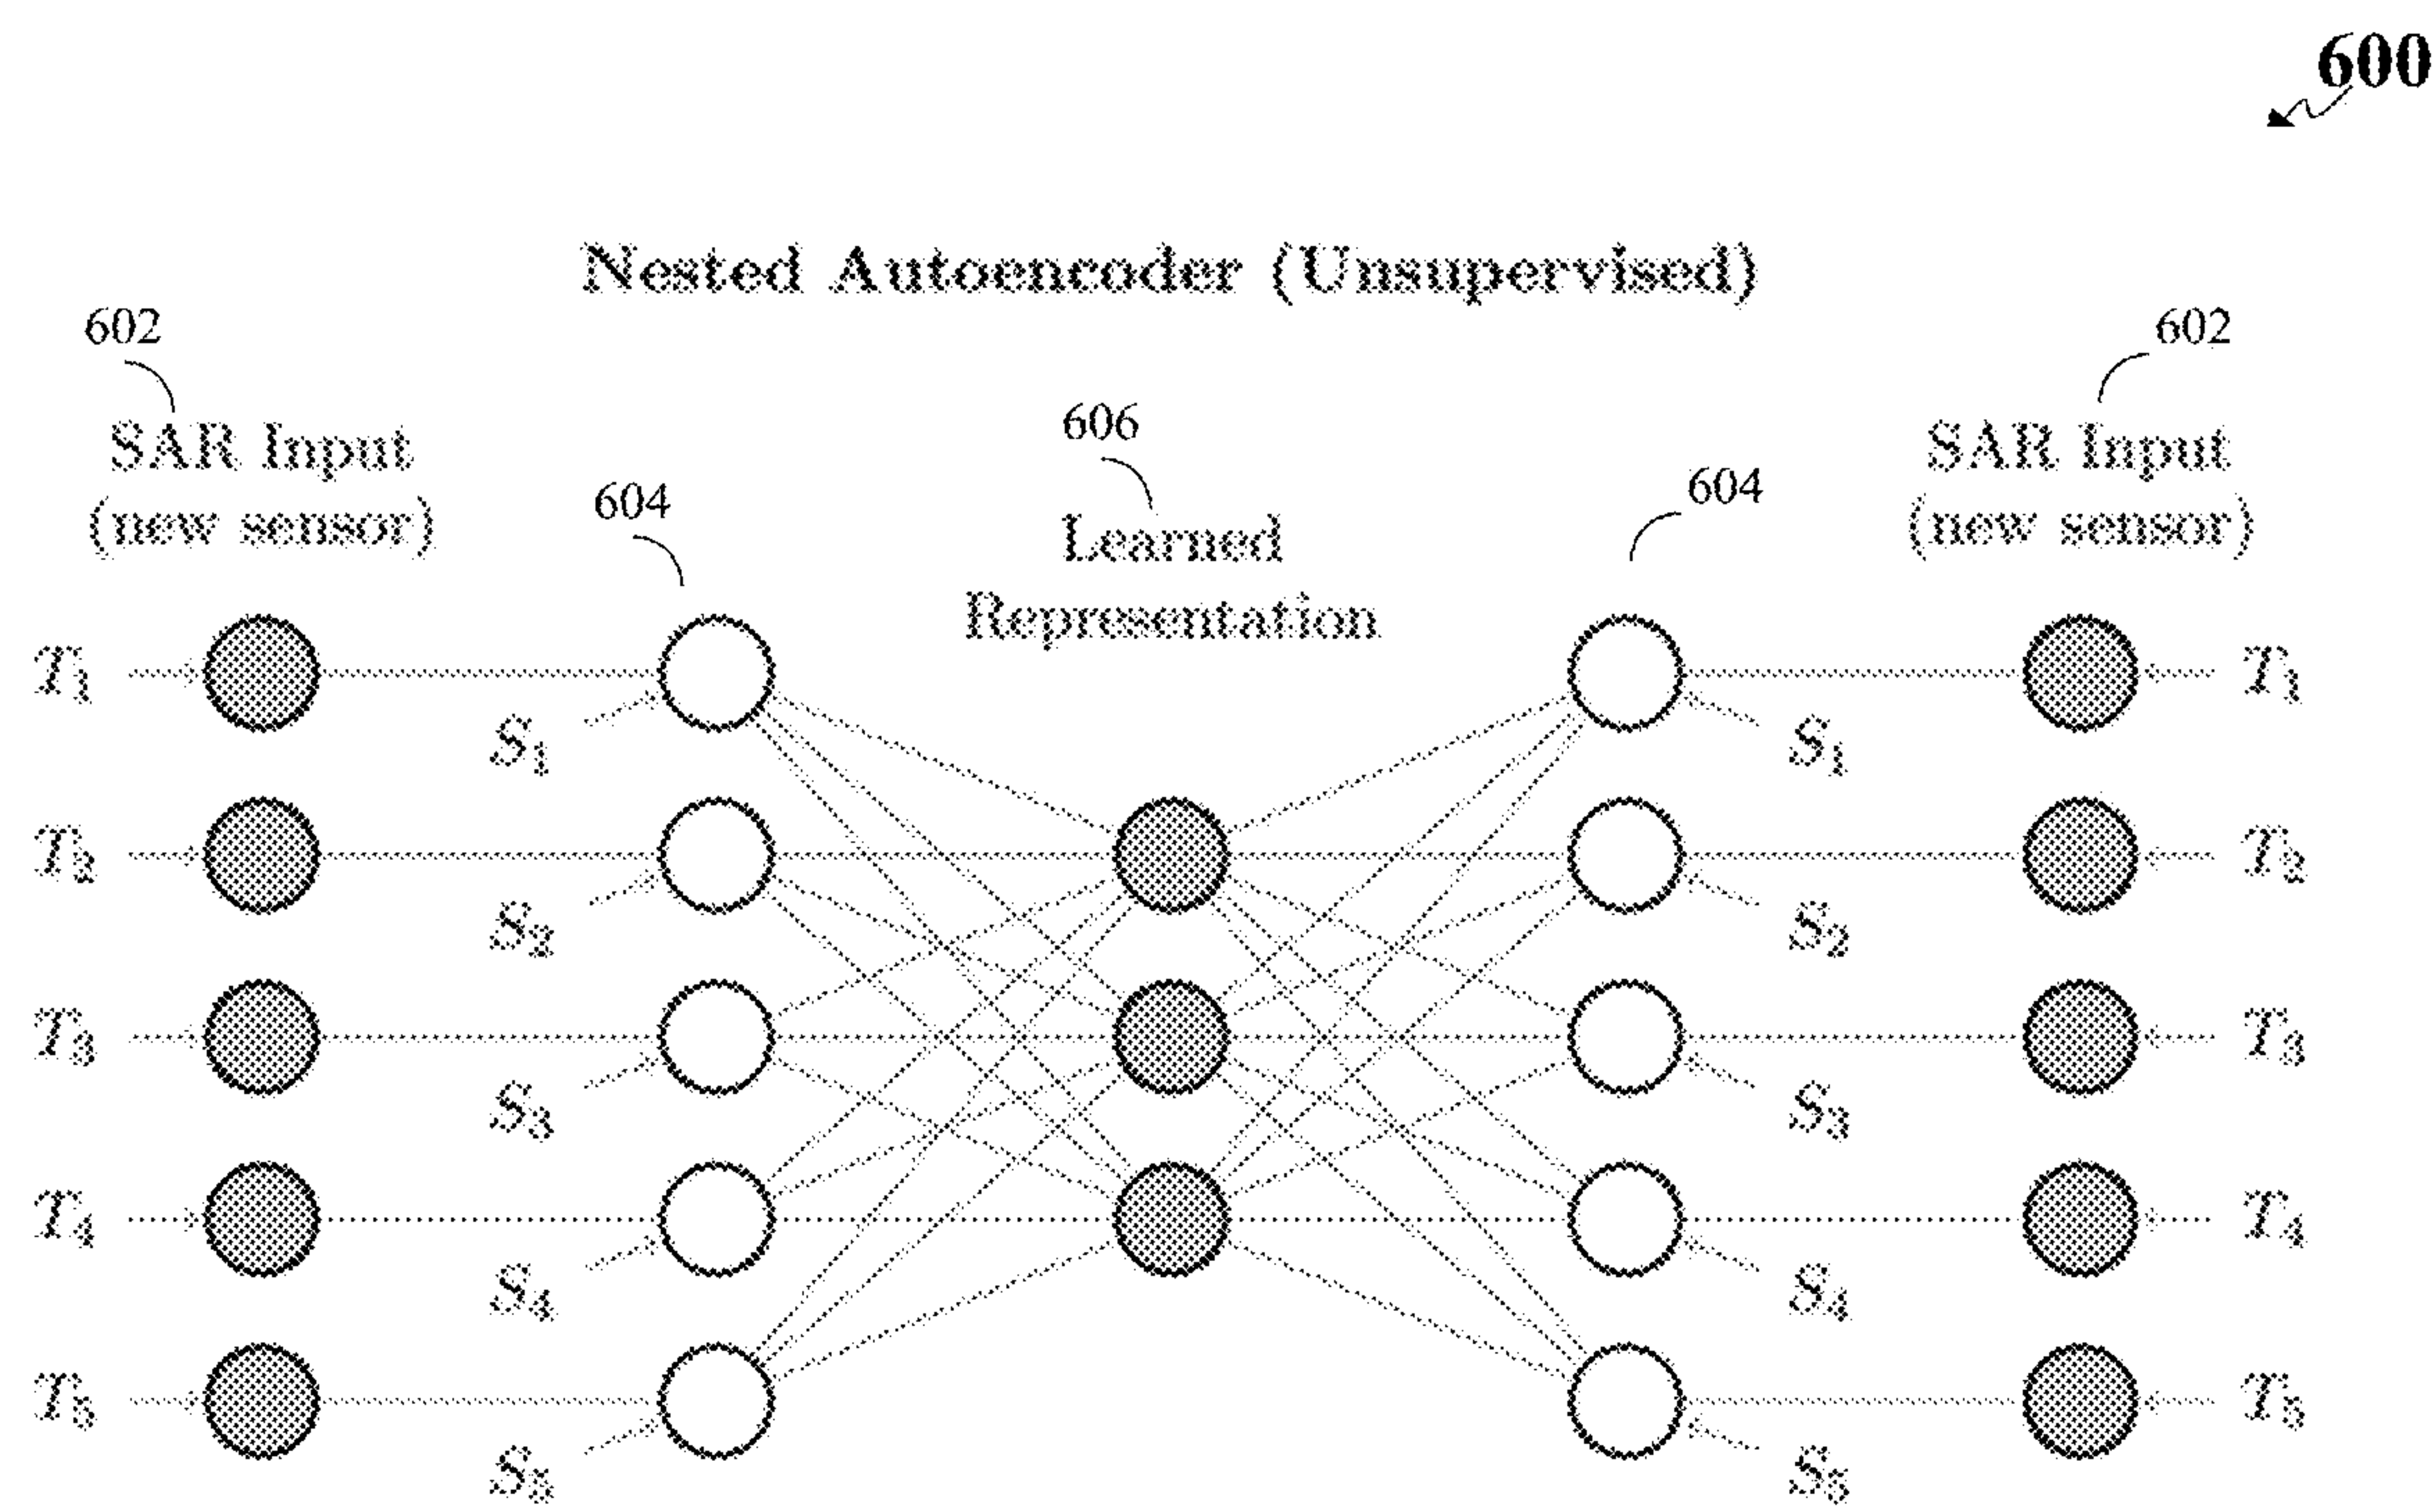 600
Nested Autoencoder (Unsupervised)
602
602
SAR Input
(new sensor)
606
SAR Input
(new sensor)
604
604
Learned
Representation
T1
T1
S1
S1
T2
T2
S2
S2
T3
T3
S3
S3
T4
T4
S4
S4
T5
T5
S5
S5